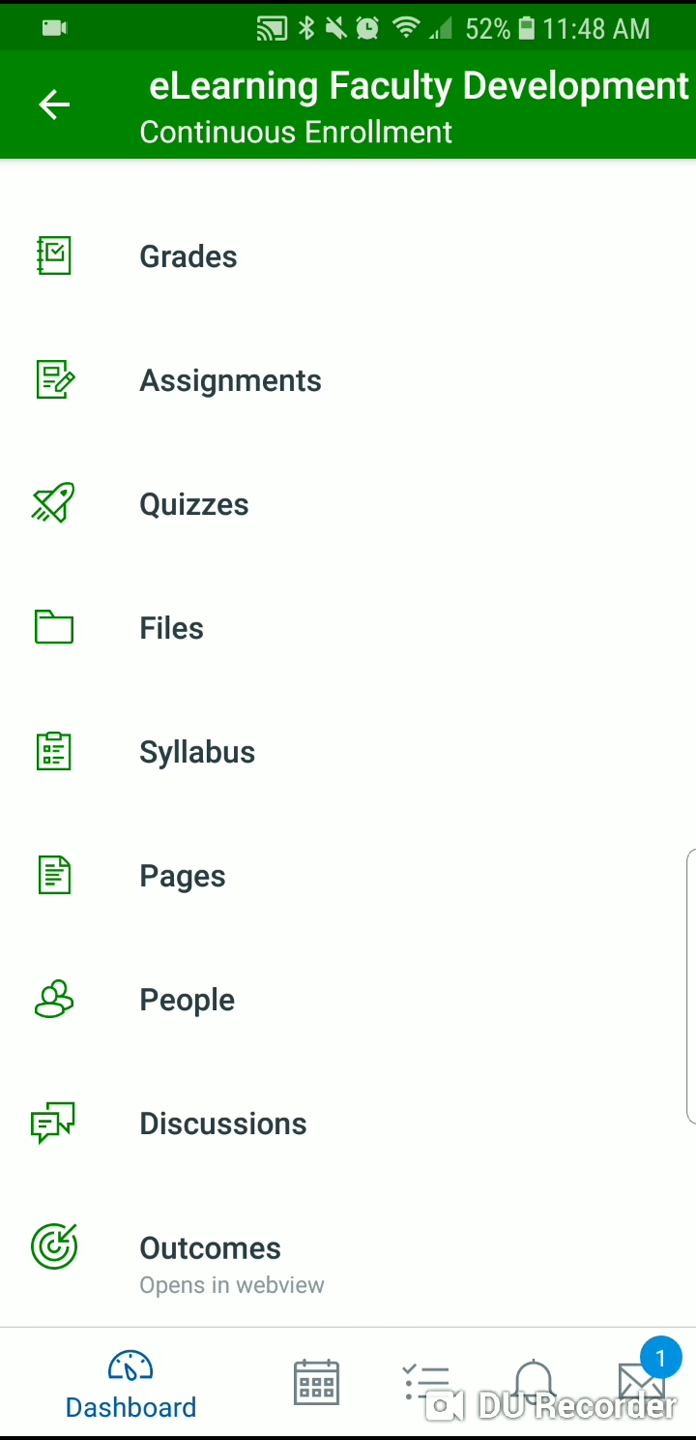 52% 11:48 AM
eLearning Faculty Development
Continuous Enrollment
Grades
Assignments
Quizzes
Files
Syllabus
Pages
People
Discussions
Outcomes
Opens in webview
1
Dashboard
DU Recorder